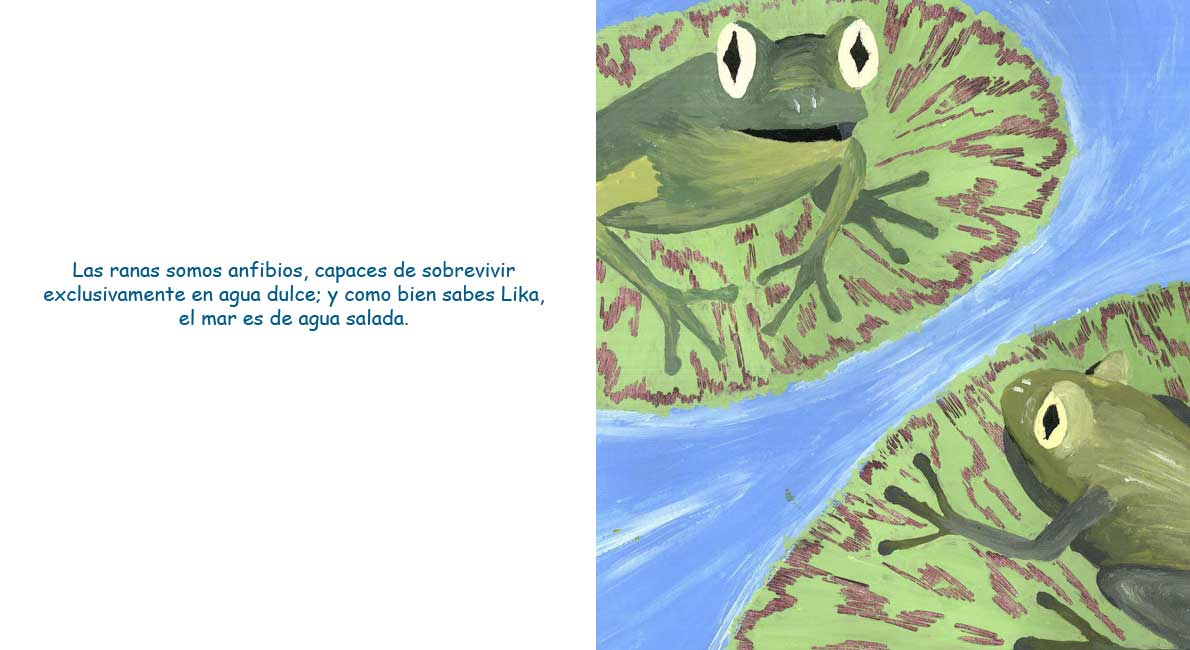 Las ranas somos anfibios, capaces de sobrevivir
exclusivamente en agua dulce; y como bien sabes Lika,
el mar es de agua salada.